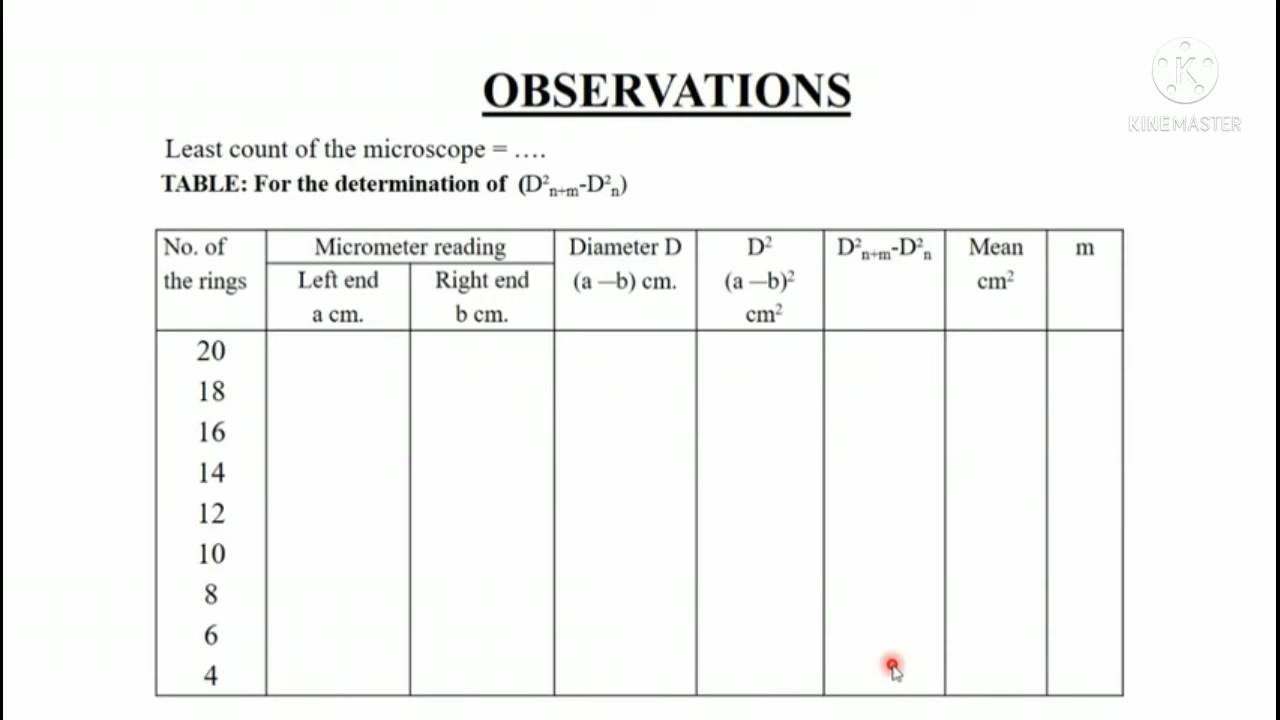 OBSERVATIONS
K
KINEMASTER
Least count of the microscope = ....
TABLE: For the determination of (D²ₙ₊ₘ-D²ₙ)
No. of the rings
Micrometer reading
Left end a cm.
Right end b cm.
Diameter D (a —b) cm.
D² (a —b)² cm²
D²ₙ₊ₘ-D²ₙ
Mean cm²
m
20
18
16
14
12
10
8
6
4